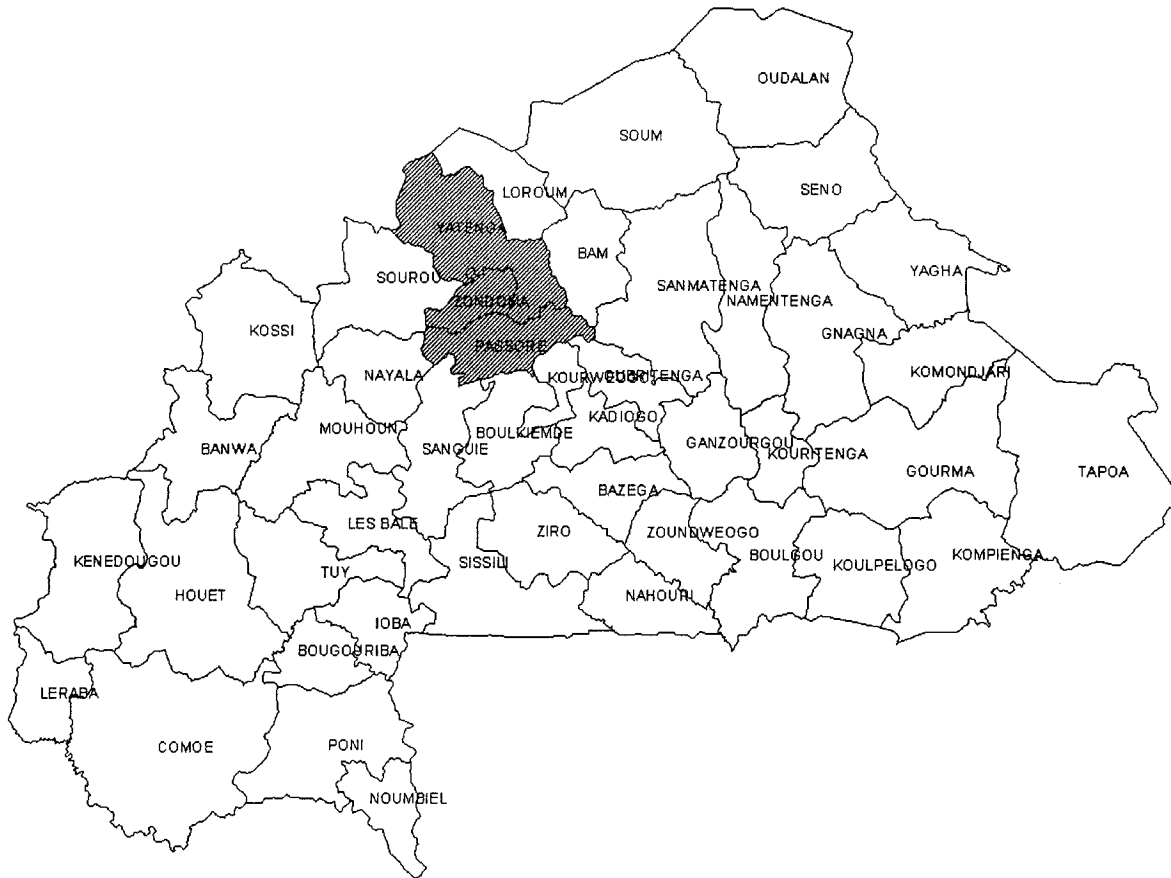 OUDALAN
SOUM
LOROUM
SENO
YATENGA
BAM
SOUROU
YAGHA
SANMATENGA
NAMENTENGA
ZONDOMA
KOSSI
GNAGNA
PASSORE
KOMONDJARI
NAYALA
KOURWEOGO
OUBRITENGA
KADIOGO
MOUHOUN
BOULKIEMDE
GANZOURGOU
BANWA
SANGUIE
KOURITENGA
GOURMA
TAPOA
BAZEGA
LES BALE
ZIRO
ZOUNDWEOGO
BOULGOU
KOMPIENGA
KENEDOUGOU
SISSILI
KOULPELOGO
TUY
HOUET
NAHOURI
IOBA
BOUGOURIBA
LERABA
COMOE
PONI
NOUMBIEL